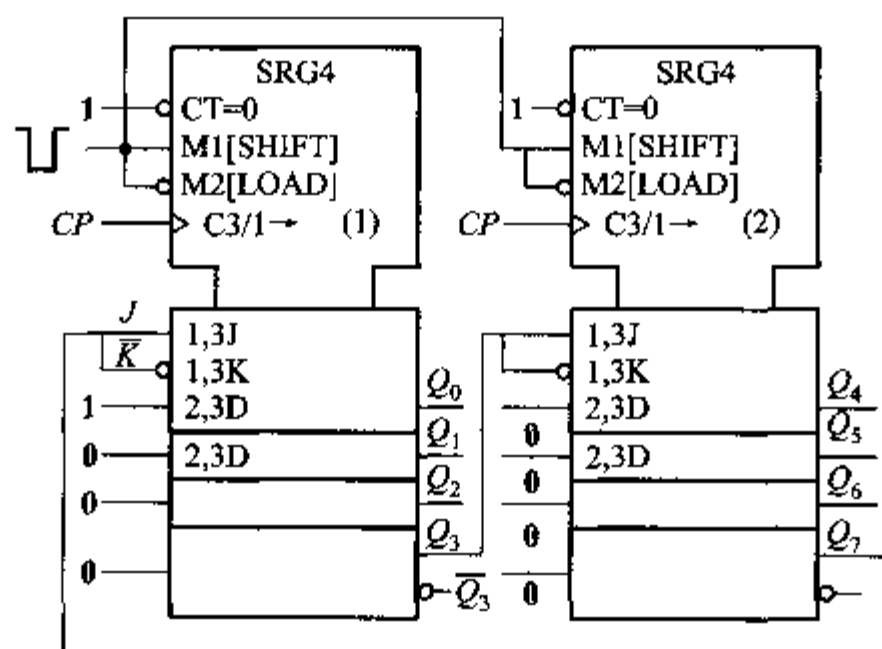 SRG4
1
CT=0
M1[SHIFT]
M2[LOAD]
CP
C3/1→ (1)
J
1,3J
K̅
1,3K
Q₀
1
2,3D
Q₁
0
2,3D
Q₂
0
Q₃
0
Q̅₃
SRG4
1
CT=0
M1[SHIFT]
M2[LOAD]
CP
C3/1→ (2)
1,3J
1,3K
Q₄
2,3D
Q₅
0
2,3D
Q₆
0
Q₇
0
0